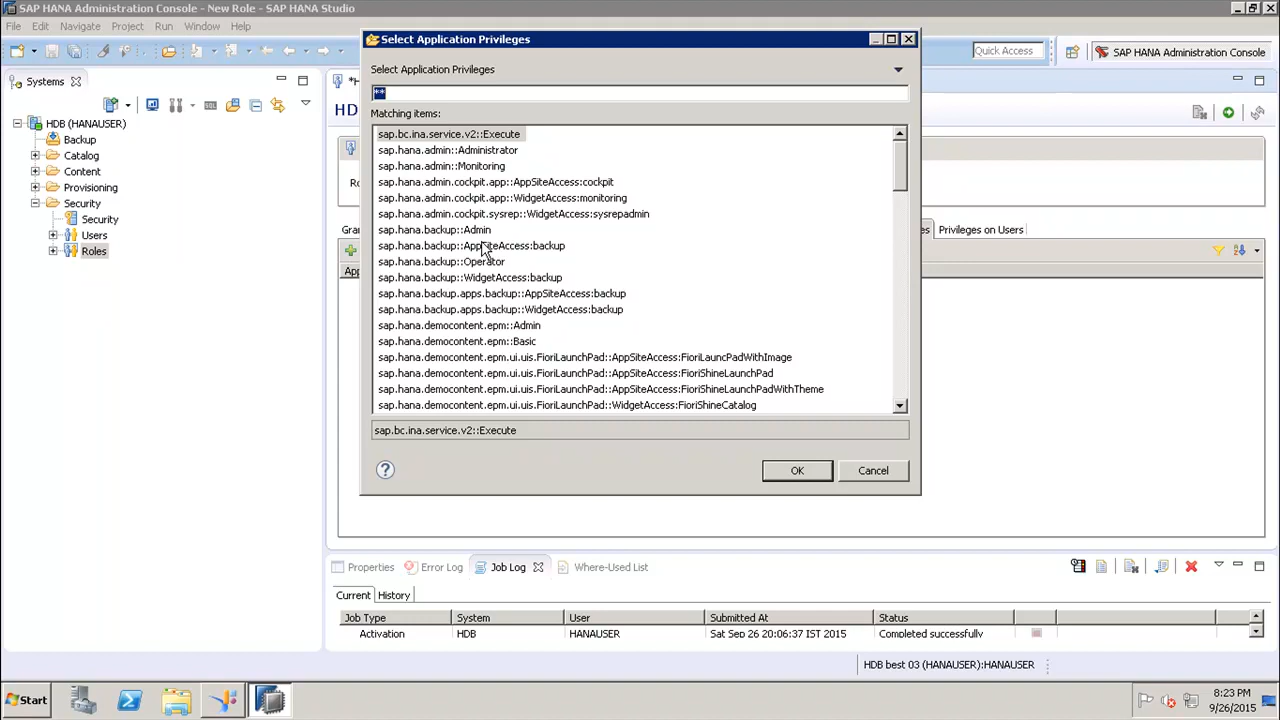 SAP HANA Administration Console - New Role - SAP HANA Studio
File Edit Navigate Project Run Window Help
Quick Access
SAP HANA Administration Console
Systems
HDB (HANAUSER)
Backup
Catalog
Content
Provisioning
Security
Security
Users
Roles
HD
Ro
Gran
es
Privileges on Users
App
Select Application Privileges
Select Application Privileges
**
Matching items:
sap.bc.ina.service.v2::Execute
sap.hana.admin::Administrator
sap.hana.admin::Monitoring
sap.hana.admin.cockpit.app::AppSiteAccess:cockpit
sap.hana.admin.cockpit.app::WidgetAccess:monitoring
sap.hana.admin.cockpit.sysrep::WidgetAccess:sysrepadmin
sap.hana.backup::Admin
sap.hana.backup::AppSiteAccess:backup
sap.hana.backup::Operator
sap.hana.backup::WidgetAccess:backup
sap.hana.backup.apps.backup::AppSiteAccess:backup
sap.hana.backup.apps.backup::WidgetAccess:backup
sap.hana.democontent.epm::Admin
sap.hana.democontent.epm::Basic
sap.hana.democontent.epm.ui.uis.FioriLaunchPad::AppSiteAccess:FioriLauncPadWithImage
sap.hana.democontent.epm.ui.uis.FioriLaunchPad::AppSiteAccess:FioriShineLaunchPad
sap.hana.democontent.epm.ui.uis.FioriLaunchPad::AppSiteAccess:FioriShineLaunchPadWithTheme
sap.hana.democontent.epm.ui.uis.FioriLaunchPad::WidgetAccess:FioriShineCatalog
sap.bc.ina.service.v2::Execute
OK Cancel
Properties Error Log Job Log Where-Used List
Current History
Job Type System User Submitted At Status
Activation HDB HANAUSER Sat Sep 26 20:06:37 IST 2015 Completed successfully
HDB best 03 (HANAUSER):HANAUSER
Start
8:23 PM
9/26/2015